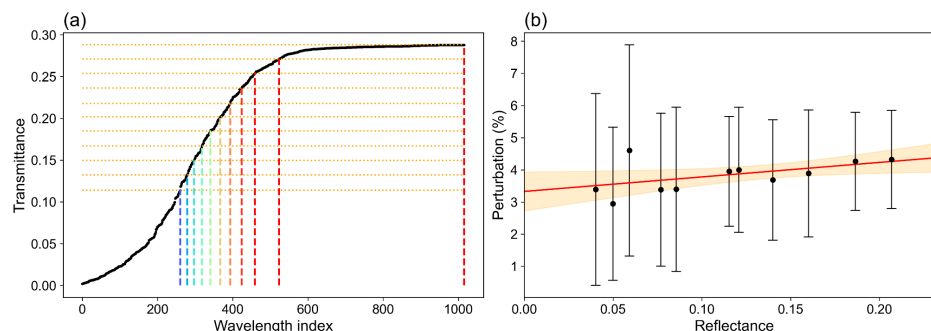 (a)
0.30
0.25
0.20
0.15
0.10
0.05
0.00
Transmittance
0 200 400 600 800 1000
Wavelength index
(b)
8
7
6
5
4
3
2
1
Perturbation (%)
0.00 0.05 0.10 0.15 0.20
Reflectance